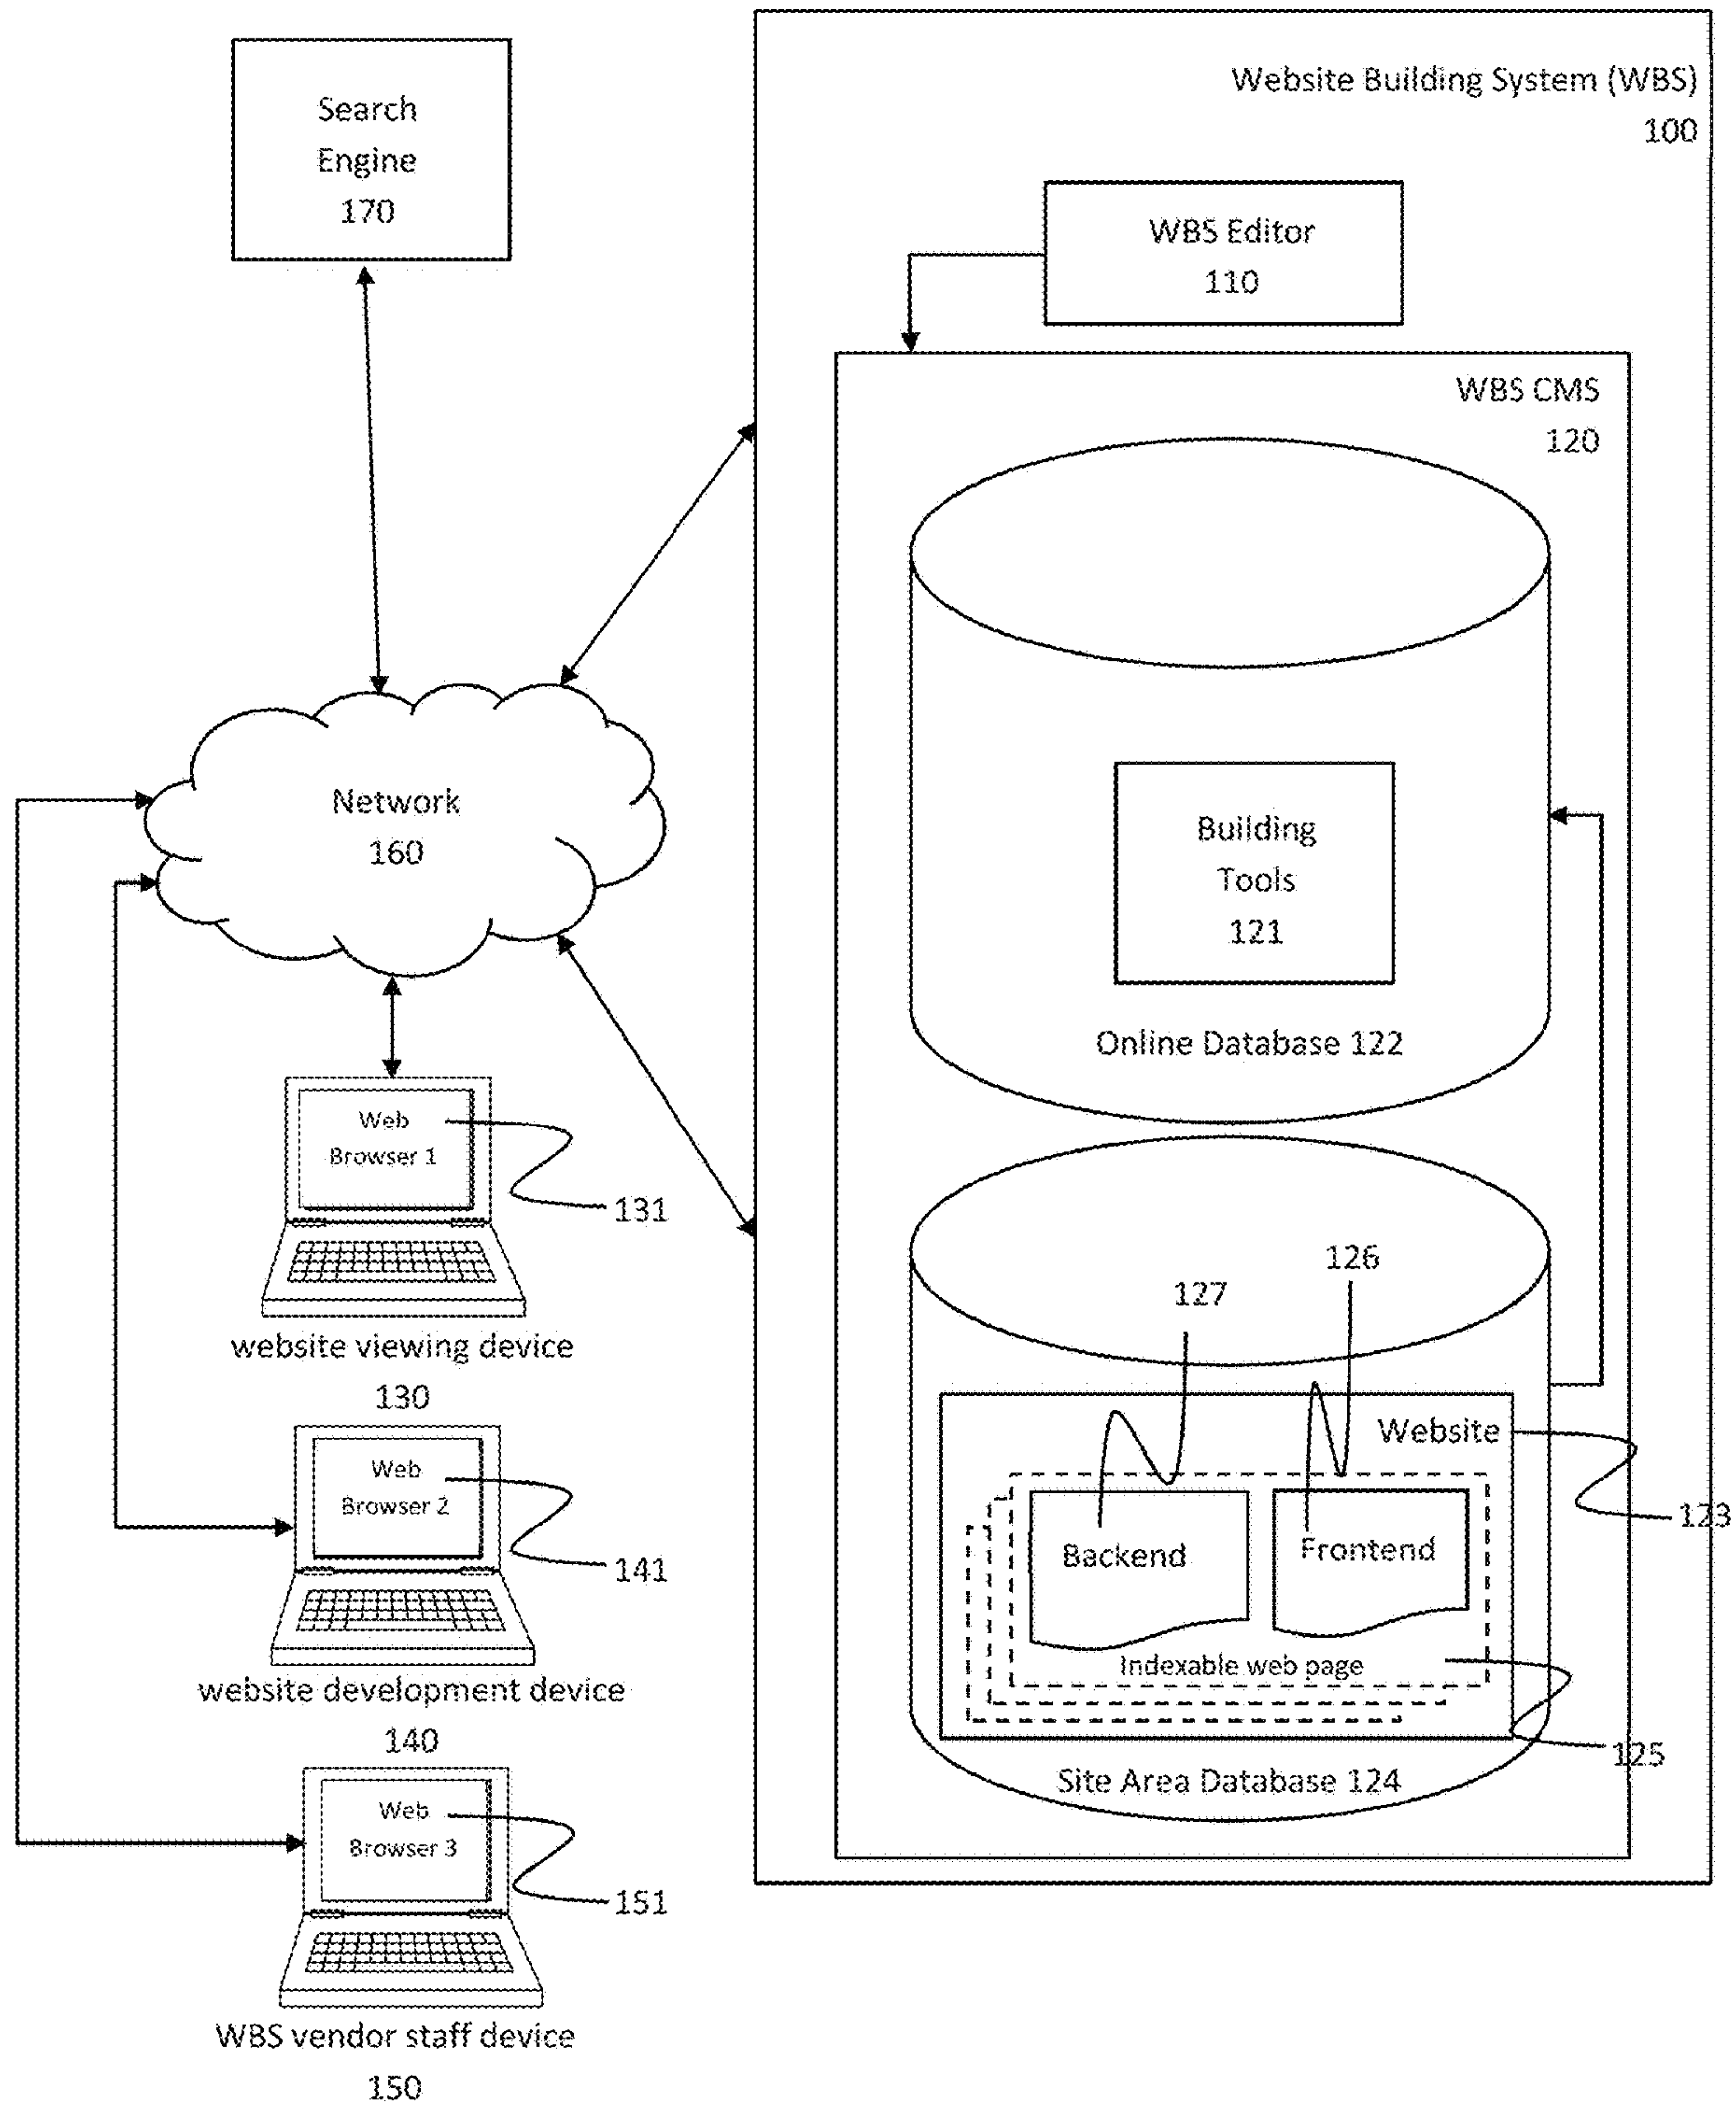 Search
Engine
170
Website Building System (WBS)
100
WBS Editor
110
WBS CMS
120
Network
160
Building
Tools
121
Online Database 122
Web
Browser 1
131
website viewing device
130
126
127
Website
123
Backend
Frontend
Indexable web page
125
Site Area Database 124
Web
Browser 2
141
website development device
140
Web
Browser 3
151
WBS vendor staff device
150